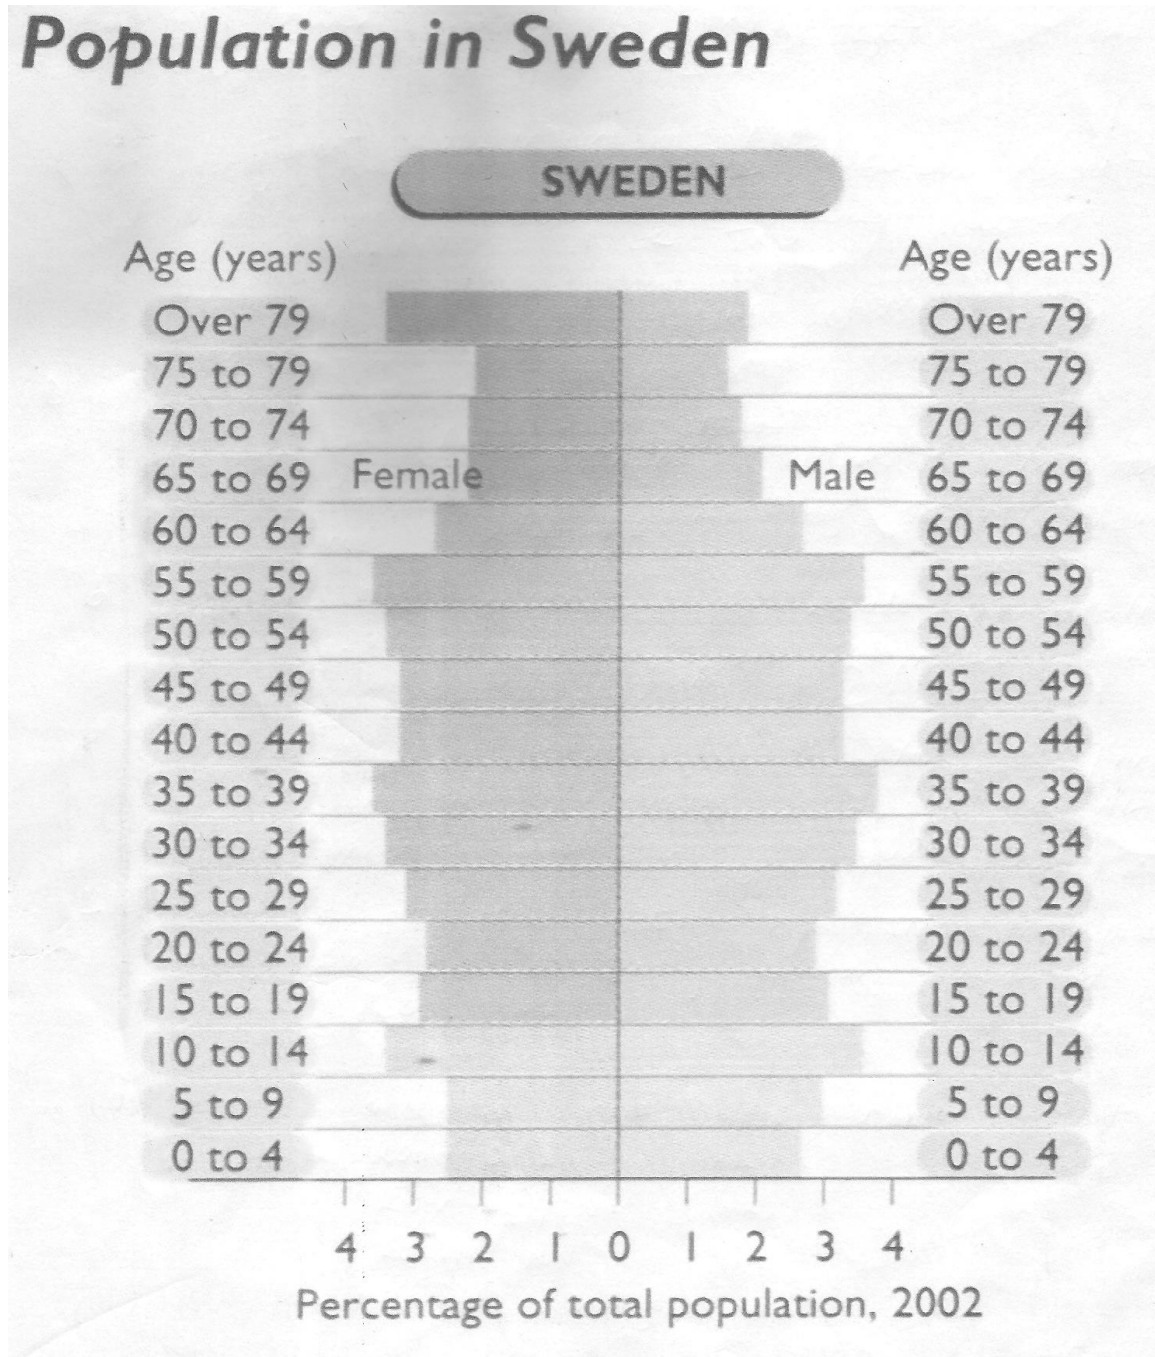 Population in Sweden
SWEDEN
Age (years) Age (years)
Over 79 Over 79
75 to 79 75 to 79
70 to 74 70 to 74
65 to 69 Female Male 65 to 69
60 to 64 60 to 64
55 to 59 55 to 59
50 to 54 50 to 54
45 to 49 45 to 49
40 to 44 40 to 44
35 to 39 35 to 39
30 to 34 30 to 34
25 to 29 25 to 29
20 to 24 20 to 24
15 to 19 15 to 19
10 to 14 10 to 14
5 to 9 5 to 9
0 to 4 0 to 4
4 3 2 1 0 1 2 3 4
Percentage of total population, 2002